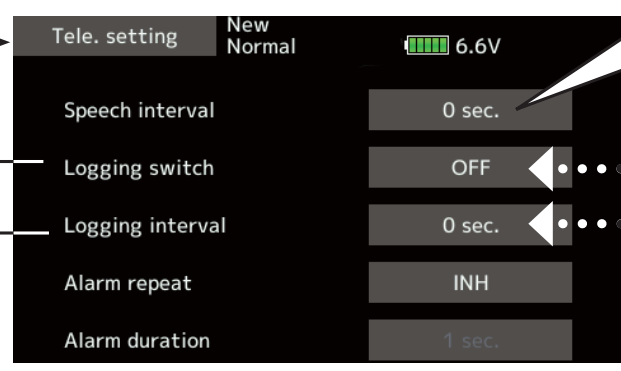 Tele. setting
New
Normal
6.6V
Speech interval
0 sec.
Logging switch
OFF
Logging interval
0 sec.
Alarm repeat
INH
Alarm duration
1 sec.